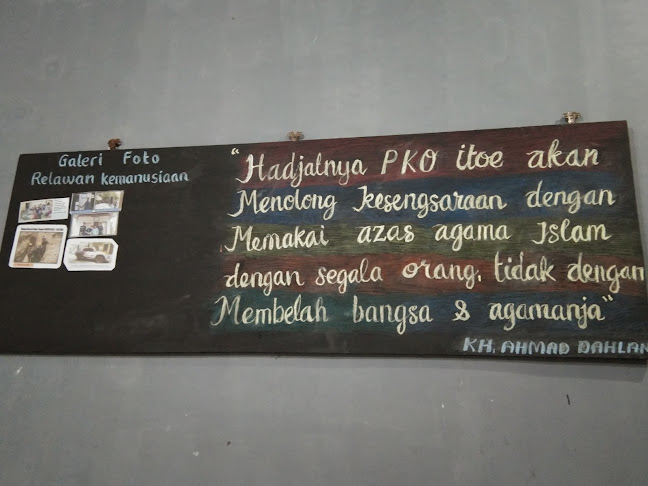 Galeri Foto
Relawan kemanusiaan
"Hadjatnya PKO itoe akan
Menolong kesengsaraan dengan
Memakai azas agama Islam
dengan segala orang, tidak dengan
Membelah bangsa & agamanja"
KH. AHMAD DAHLAN